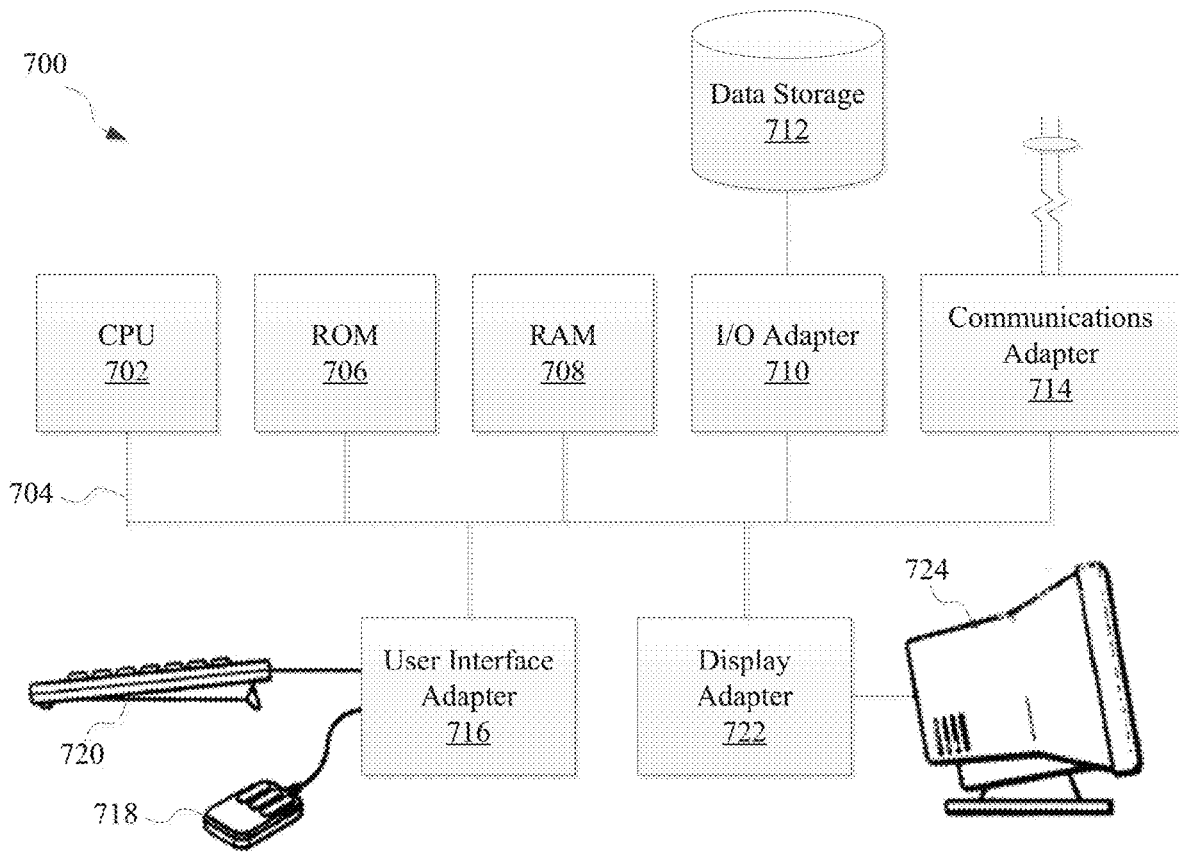 700
Data Storage
712
CPU
702
ROM
706
RAM
708
I/O Adapter
710
Communications
Adapter
714
704
724
User Interface
Adapter
716
Display
Adapter
722
720
718